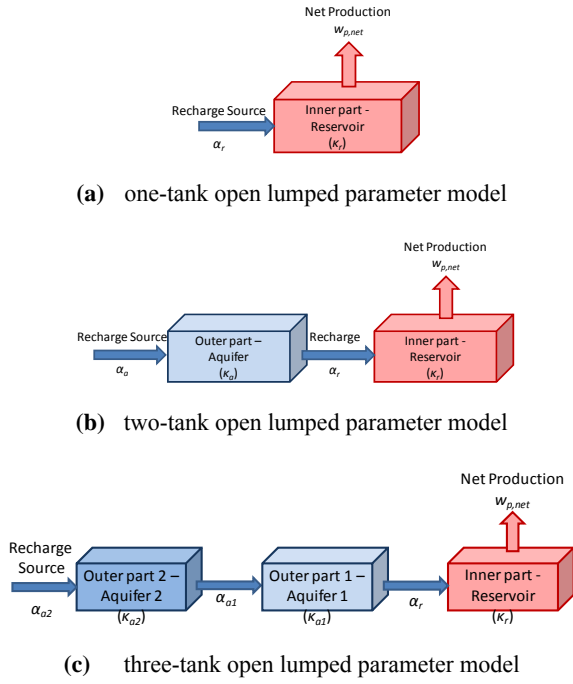 Net Production
w_p,net
Recharge Source
α_r
Inner part -
Reservoir
(κ_r)
(a) one-tank open lumped parameter model
Net Production
w_p,net
Recharge Source
α_a
Outer part –
Aquifer
(κ_a)
Recharge
α_r
Inner part -
Reservoir
(κ_r)
(b) two-tank open lumped parameter model
Net Production
w_p,net
Recharge
Source
α_a2
Outer part 2 –
Aquifer 2
(κ_a2)
α_a1
Outer part 1 –
Aquifer 1
(κ_a1)
α_r
Inner part -
Reservoir
(κ_r)
(c) three-tank open lumped parameter model